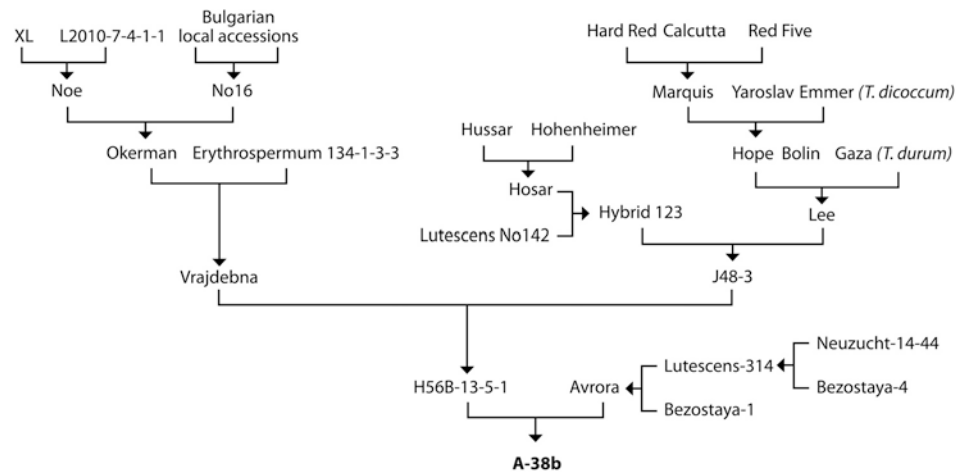 Bulgarian
local accessions
XL L2010-7-4-1-1
Hard Red Calcutta Red Five
Noe No16
Marquis Yaroslav Emmer (T. dicoccum)
Hussar Hohenheimer
Okerman Erythrospermum 134-1-3-3
Hope Bolin Gaza (T. durum)
Hosar
Hybrid 123
Lee
Lutescens No142
Vrajdebna
J48-3
Neuzucht-14-44
Lutescens-314
H56B-13-5-1 Avrora
Bezostaya-4
Bezostaya-1
A-38b